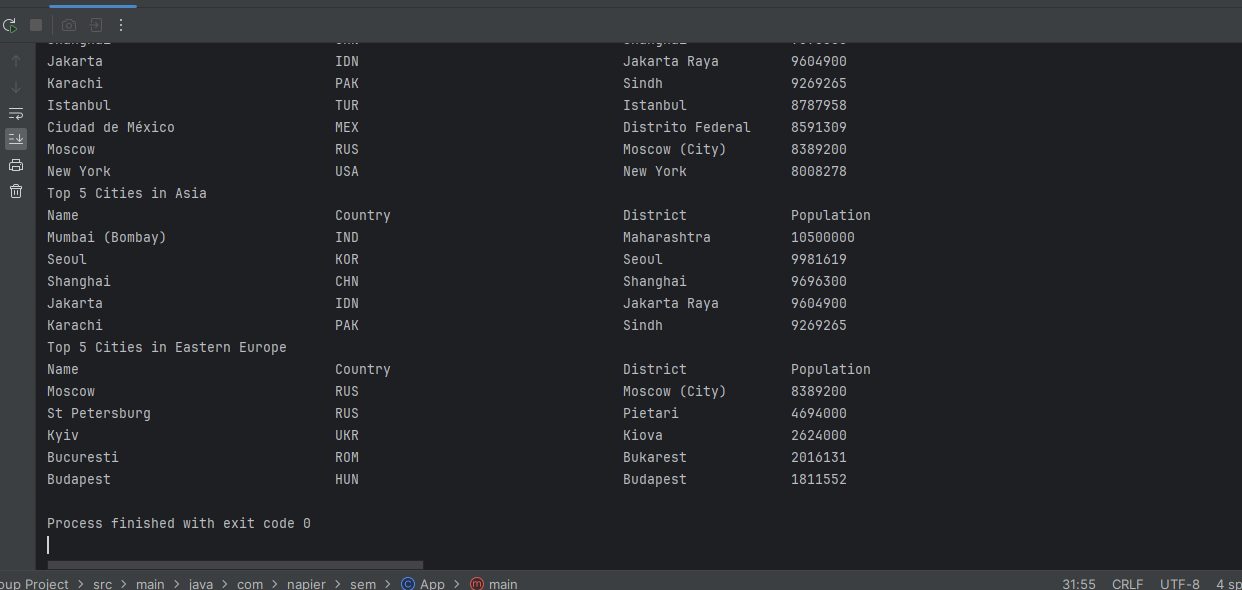 Jakarta IDN Jakarta Raya 9604900
Karachi PAK Sindh 9269265
Istanbul TUR Istanbul 8787958
Ciudad de México MEX Distrito Federal 8591309
Moscow RUS Moscow (City) 8389200
New York USA New York 8008278
Top 5 Cities in Asia
Name Country District Population
Mumbai (Bombay) IND Maharashtra 10500000
Seoul KOR Seoul 9981619
Shanghai CHN Shanghai 9696300
Jakarta IDN Jakarta Raya 9604900
Karachi PAK Sindh 9269265
Top 5 Cities in Eastern Europe
Name Country District Population
Moscow RUS Moscow (City) 8389200
St Petersburg RUS Pietari 4694000
Kyiv UKR Kiova 2624000
Bucuresti ROM Bukarest 2016131
Budapest HUN Budapest 1811552
Process finished with exit code 0
oup Project > src > main > java > com > napier > sem > App > main 31:55 CRLF UTF-8 4 sp